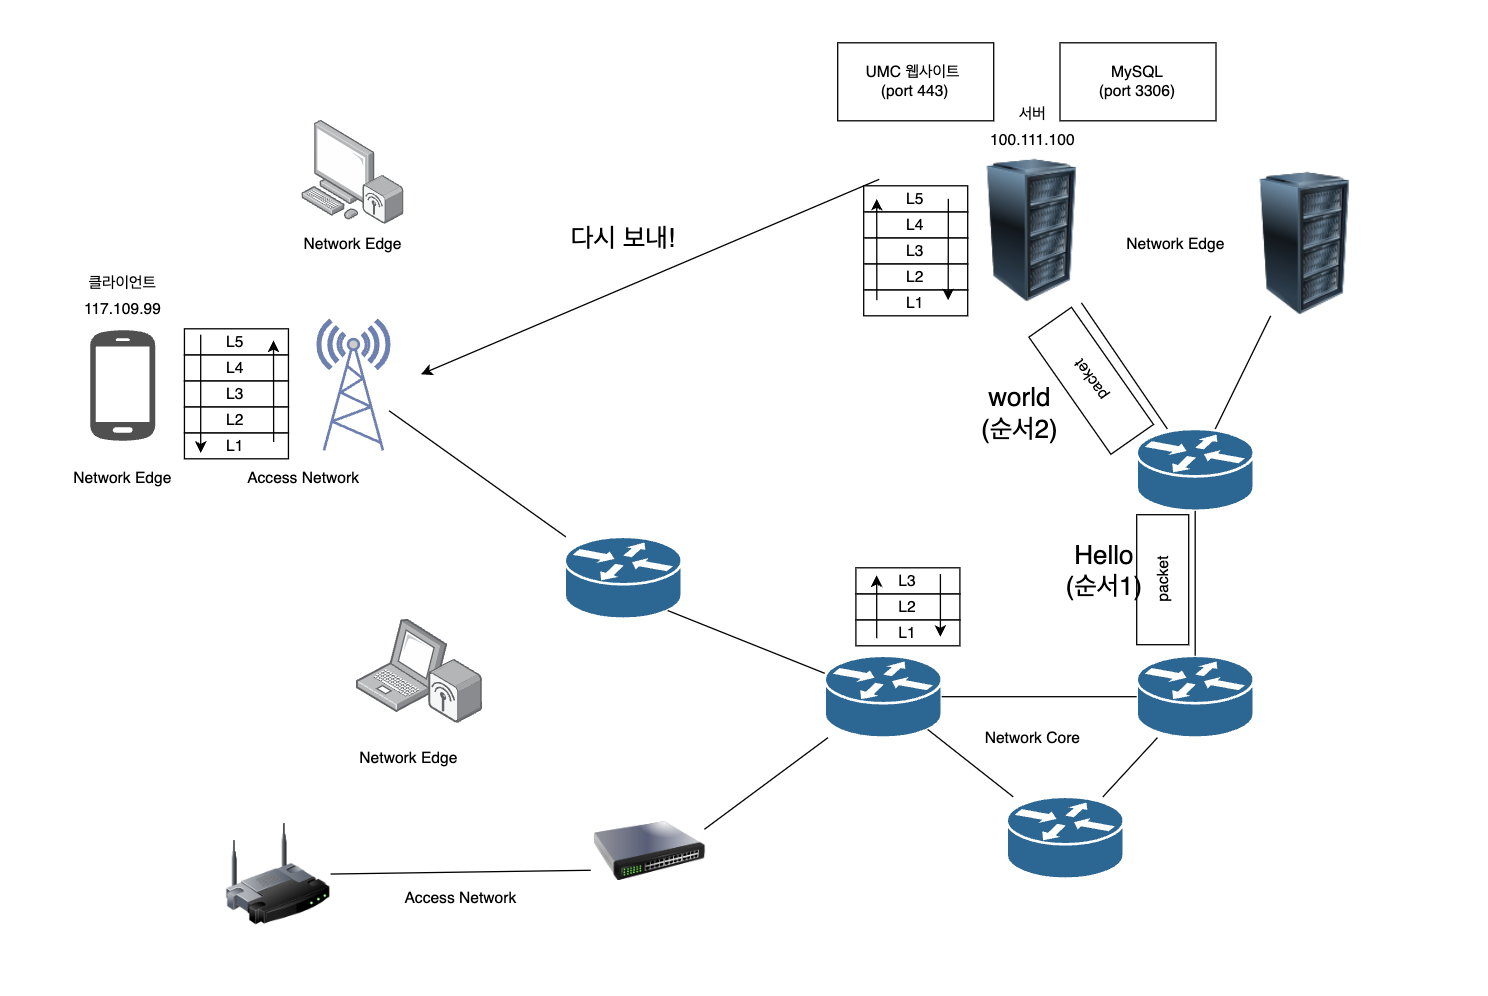 UMC 웹사이트
(port 443)
MySQL
(port 3306)
서버
100.111.100
Network Edge
다시 보내!
L5
L4
L3
L2
L1
Network Edge
클라이언트
117.109.99
L5
L4
L3
L2
L1
Network Edge
Access Network
packet
world
(순서2)
Hello
(순서1)
packet
L3
L2
L1
Network Core
Network Edge
Access Network